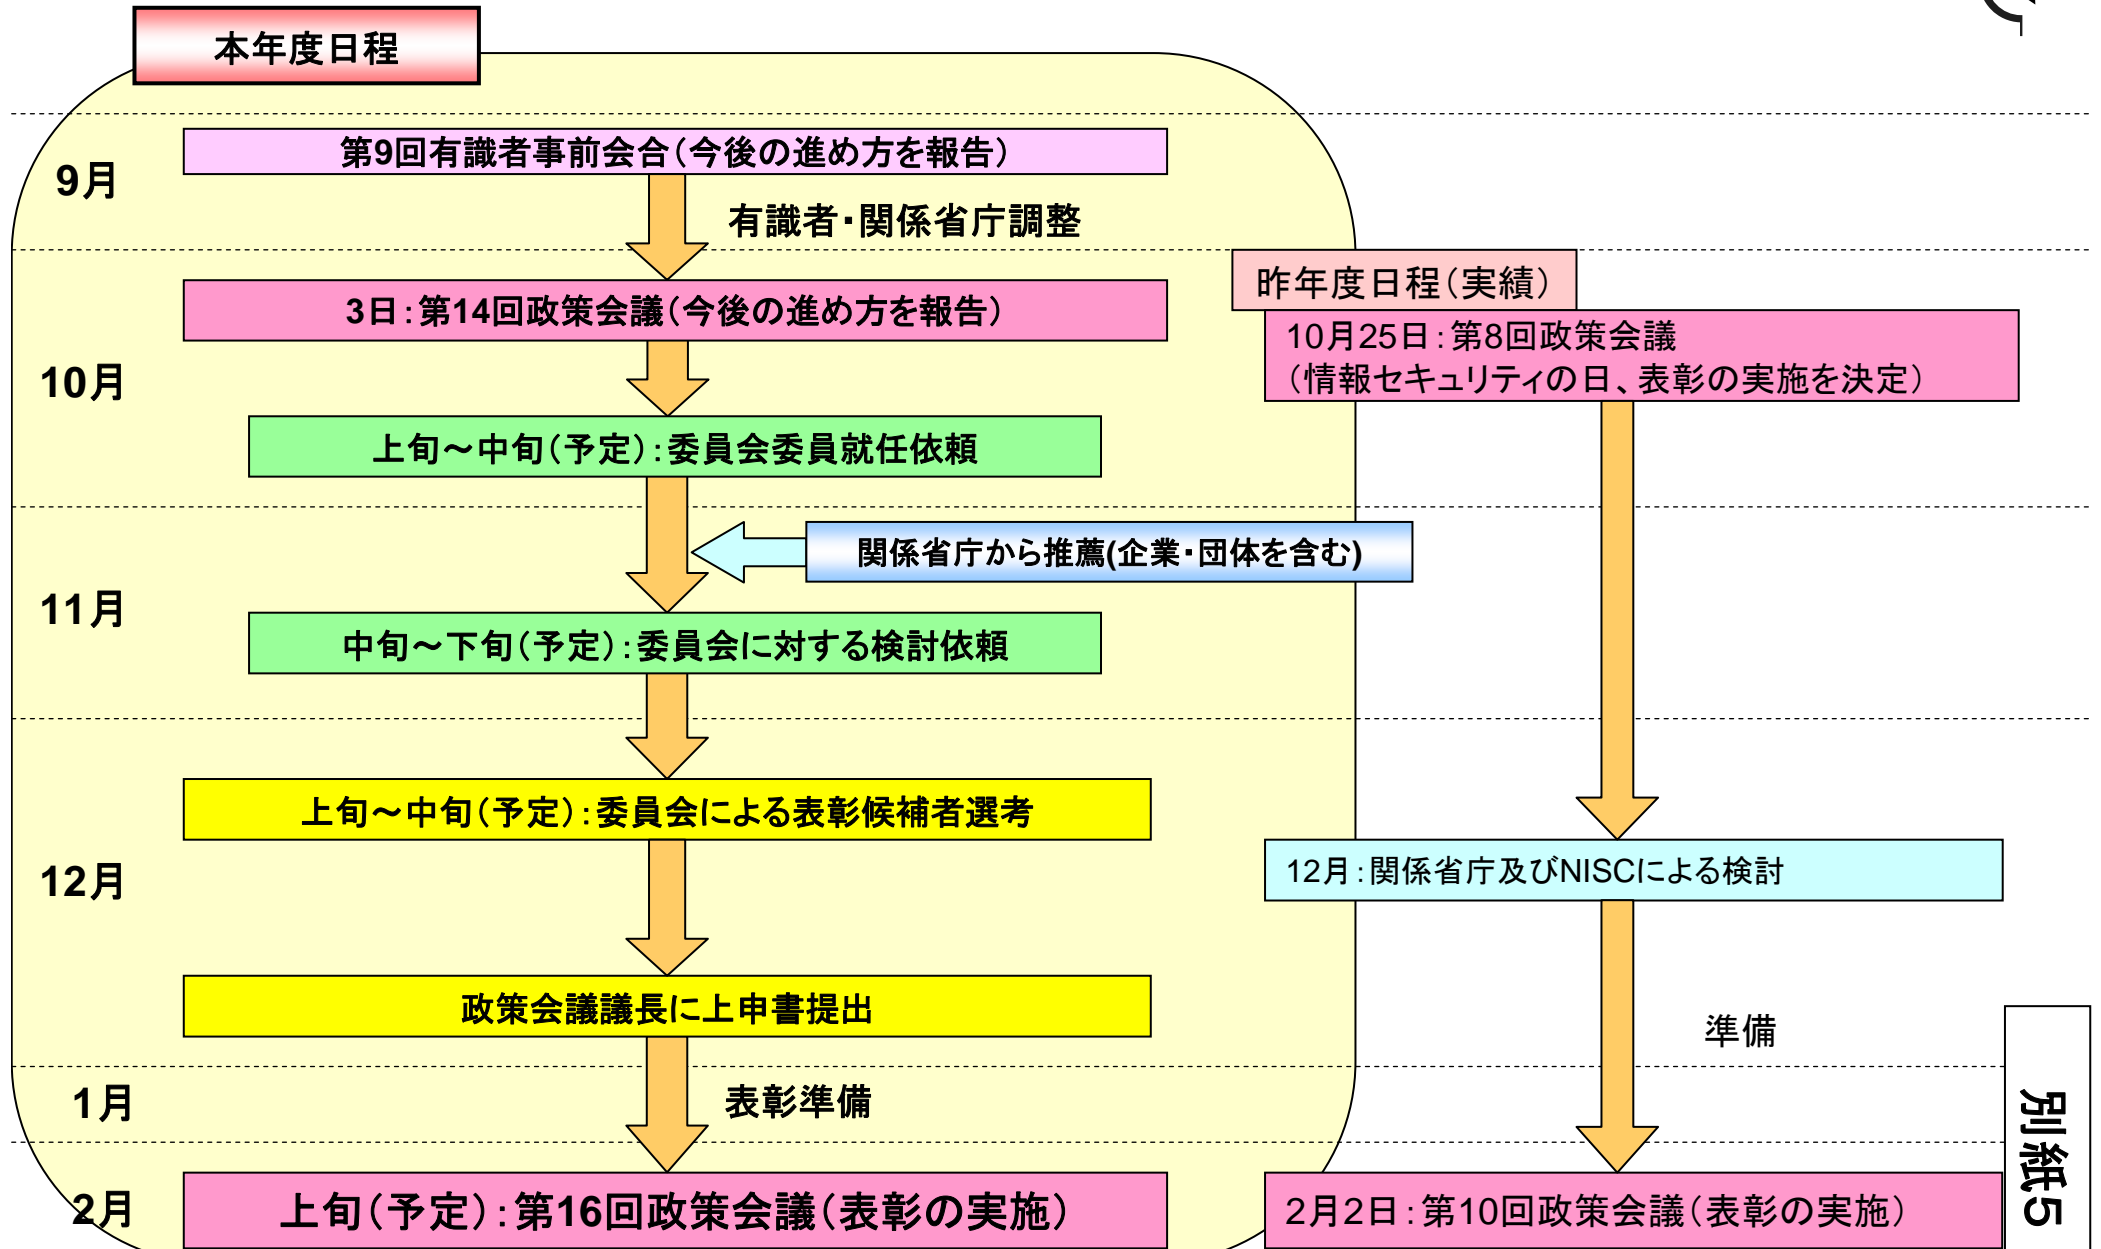 本年度日程
9月
第9回有識者事前会合（今後の進め方を報告）
有識者・関係省庁調整
10月
3日：第14回政策会議（今後の進め方を報告）
上旬～中旬（予定）：委員会委員就任依頼
11月
関係省庁から推薦(企業・団体を含む)
中旬～下旬（予定）：委員会に対する検討依頼
12月
上旬～中旬（予定）：委員会による表彰候補者選考
政策会議議長に上申書提出
1月
表彰準備
2月
上旬（予定）：第16回政策会議（表彰の実施）
昨年度日程（実績）
10月25日：第8回政策会議
（情報セキュリティの日、表彰の実施を決定）
12月：関係省庁及びNISCによる検討
準備
2月2日：第10回政策会議（表彰の実施）
別紙5